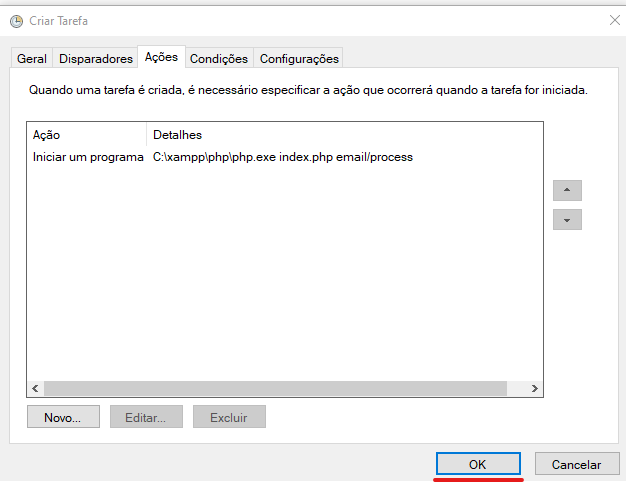 Criar Tarefa
Geral Disparadores Ações Condições Configurações
Quando uma tarefa é criada, é necessário especificar a ação que ocorrerá quando a tarefa for iniciada.
Ação Detalhes
Iniciar um programa C:\xampp\php\php.exe index.php email/process
Novo... Editar... Excluir
OK Cancelar